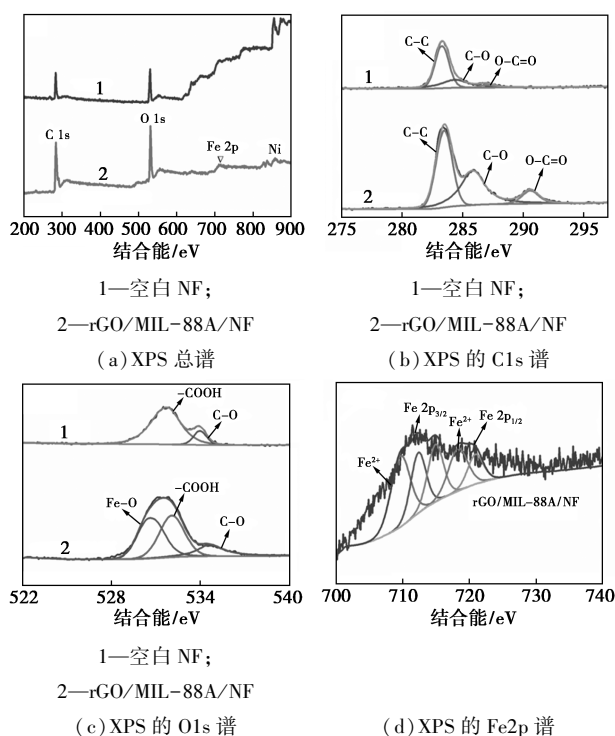 1
C 1s
O 1s
Fe 2p
Ni
2
200 300 400 500 600 700 800 900
结合能/eV
1—空白 NF；
2—rGO/MIL-88A/NF
(a)XPS 总谱
C-C
C-O
O-C=O
1
C-C
C-O
O-C=O
2
275 280 285 290 295
结合能/eV
1—空白 NF；
2—rGO/MIL-88A/NF
(b)XPS 的 C1s 谱
-COOH
C-O
1
Fe-O
-COOH
C-O
2
522 528 534 540
结合能/eV
1—空白 NF；
2—rGO/MIL-88A/NF
(c)XPS 的 O1s 谱
Fe 2p3/2
Fe2+
Fe 2p1/2
Fe2+
rGO/MIL-88A/NF
700 710 720 730 740
结合能/eV
(d)XPS 的 Fe2p 谱